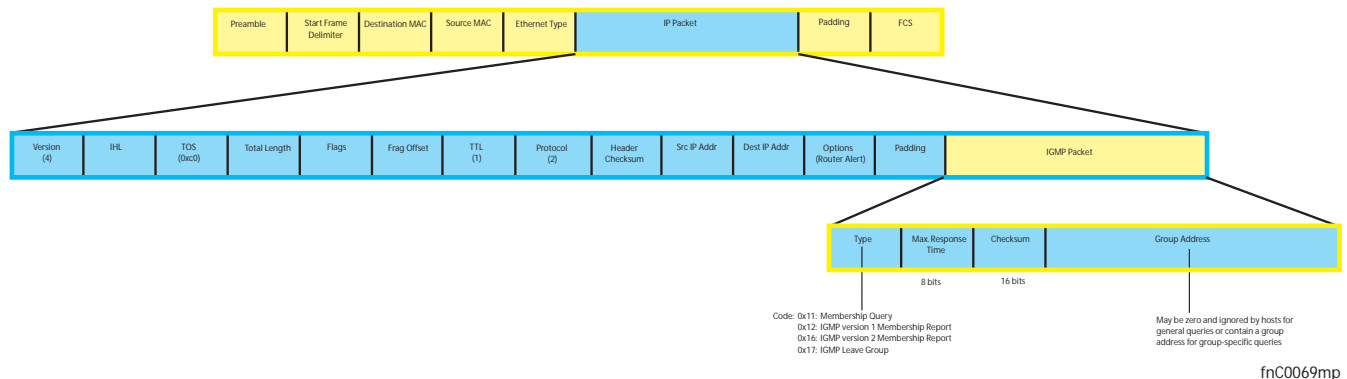 Preamble
Start Frame
Delimiter
Destination MAC
Source MAC
Ethernet Type
IP Packet
Padding
FCS
Version
(4)
IHL
TOS
(0xc0)
Total Length
Flags
Frag Offset
TTL
(1)
Protocol
(2)
Header
Checksum
Src IP Addr
Dest IP Addr
Options
(Router Alert)
Padding
IGMP Packet
Type
Max. Response
Time
Checksum
Group Address
8 bits
16 bits
Code: 0x11: Membership Query
0x12: IGMP version 1 Membership Report
0x16: IGMP version 2 Membership Report
0x17: IGMP Leave Group
May be zero and ignored by hosts for
general queries or contain a group
address for group-specific queries
fnC0069mp